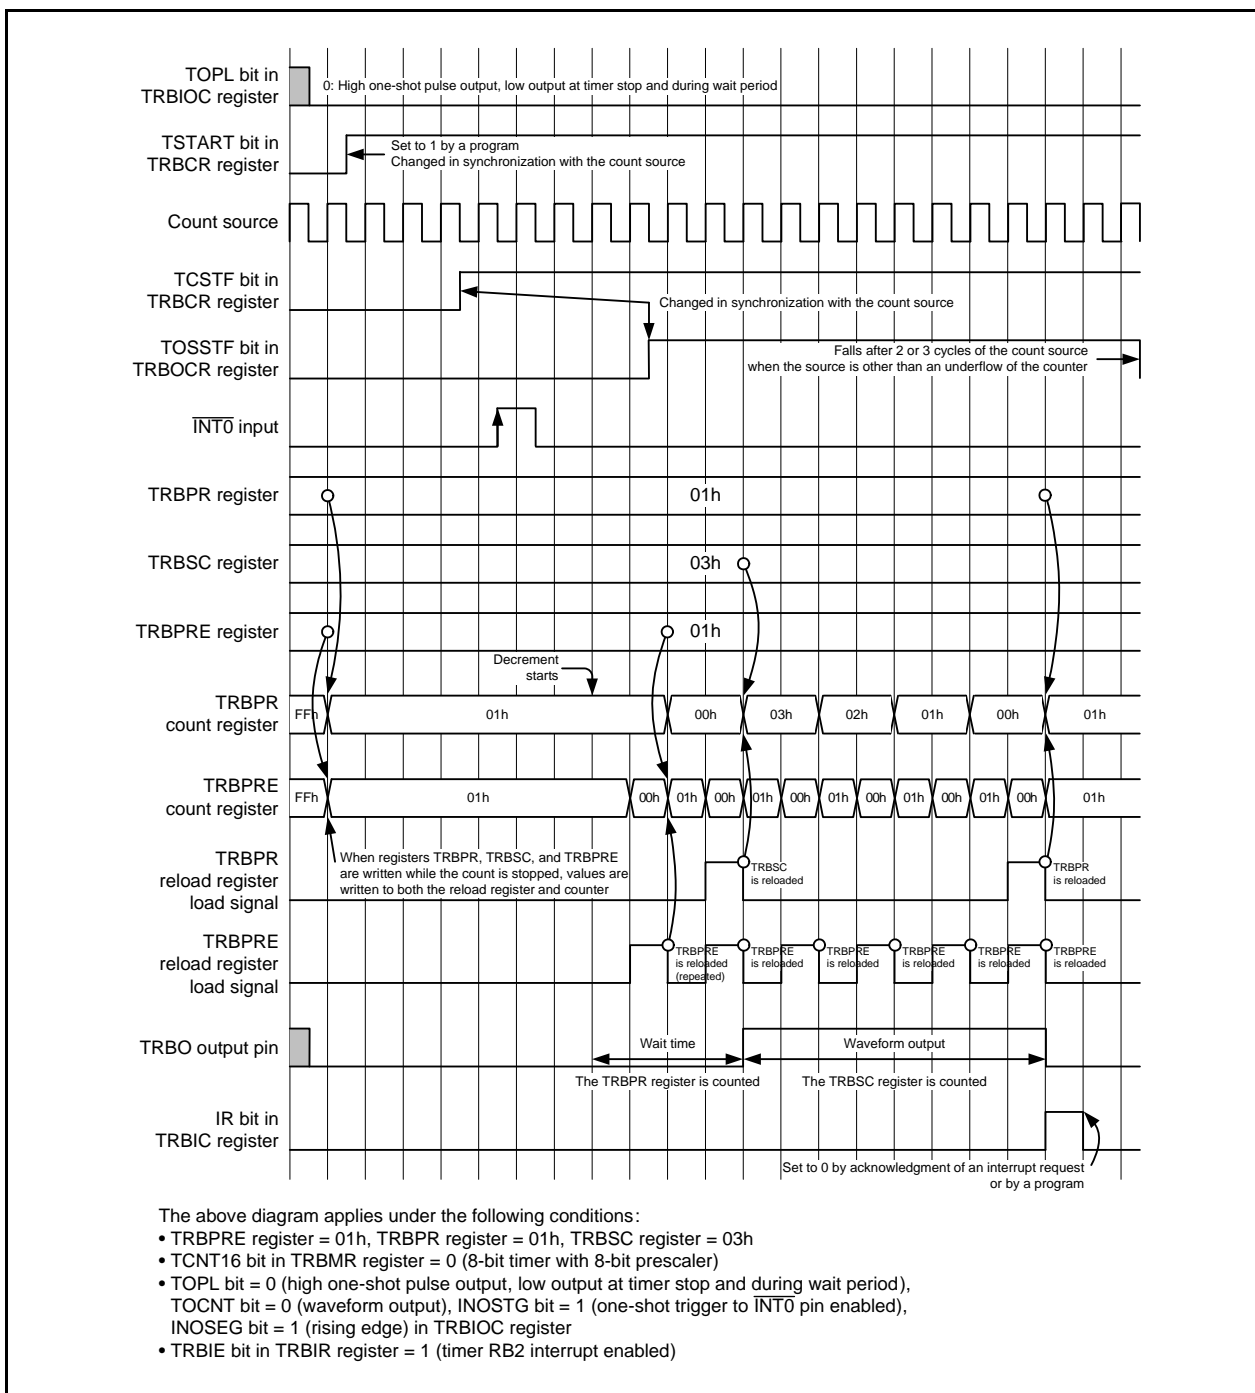 TOPL bit in
TRBIOC register
0: High one-shot pulse output, low output at timer stop and during wait period
TSTART bit in
TRBCR register
Set to 1 by a program
Changed in synchronization with the count source
Count source
TCSTF bit in
TRBCR register
Changed in synchronization with the count source
TOSSTF bit in
TRBOCR register
Falls after 2 or 3 cycles of the count source
when the source is other than an underflow of the counter
INT0 input
TRBPR register
01h
TRBSC register
03h
TRBPRE register
01h
Decrement
starts
TRBPR
count register
FFh 01h 00h 03h 02h 01h 00h 01h
TRBPRE
count register
FFh 01h 00h 01h 00h 01h 00h 01h 00h 01h 00h 01h 00h 01h
When registers TRBPR, TRBSC, and TRBPRE
are written while the count is stopped, values are
written to both the reload register and counter
TRBPR
reload register
load signal
TRBSC
is reloaded
TRBPR
is reloaded
TRBPRE
reload register
load signal
TRBPRE
is reloaded
(repeated)
TRBPRE
is reloaded
TRBPRE
is reloaded
TRBPRE
is reloaded
TRBPRE
is reloaded
TRBPRE
is reloaded
TRBO output pin
Wait time
Waveform output
The TRBPR register is counted
The TRBSC register is counted
IR bit in
TRBIC register
Set to 0 by acknowledgment of an interrupt request
or by a program
The above diagram applies under the following conditions:
• TRBPRE register = 01h, TRBPR register = 01h, TRBSC register = 03h
• TCNT16 bit in TRBMR register = 0 (8-bit timer with 8-bit prescaler)
• TOPL bit = 0 (high one-shot pulse output, low output at timer stop and during wait period),
TOCNT bit = 0 (waveform output), INOSTG bit = 1 (one-shot trigger to INT0 pin enabled),
INOSEG bit = 1 (rising edge) in TRBIOC register
• TRBIE bit in TRBIR register = 1 (timer RB2 interrupt enabled)